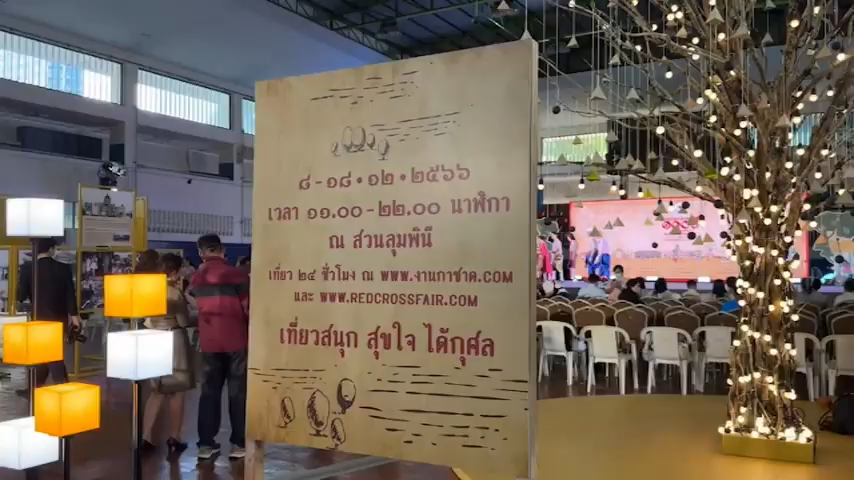 ๘-๑๘•๑๒•๒๕๖๖
เวลา ๑๑.๐๐-๒๒.๐๐ นาฬิกา
ณ สวนลุมพินี
เที่ยว ๒๔ ชั่วโมง ณ WWW.งานกาชาด.COM
และ WWW.REDCROSSFAIR.COM
เที่ยวสนุก สุขใจ ได้กุศล